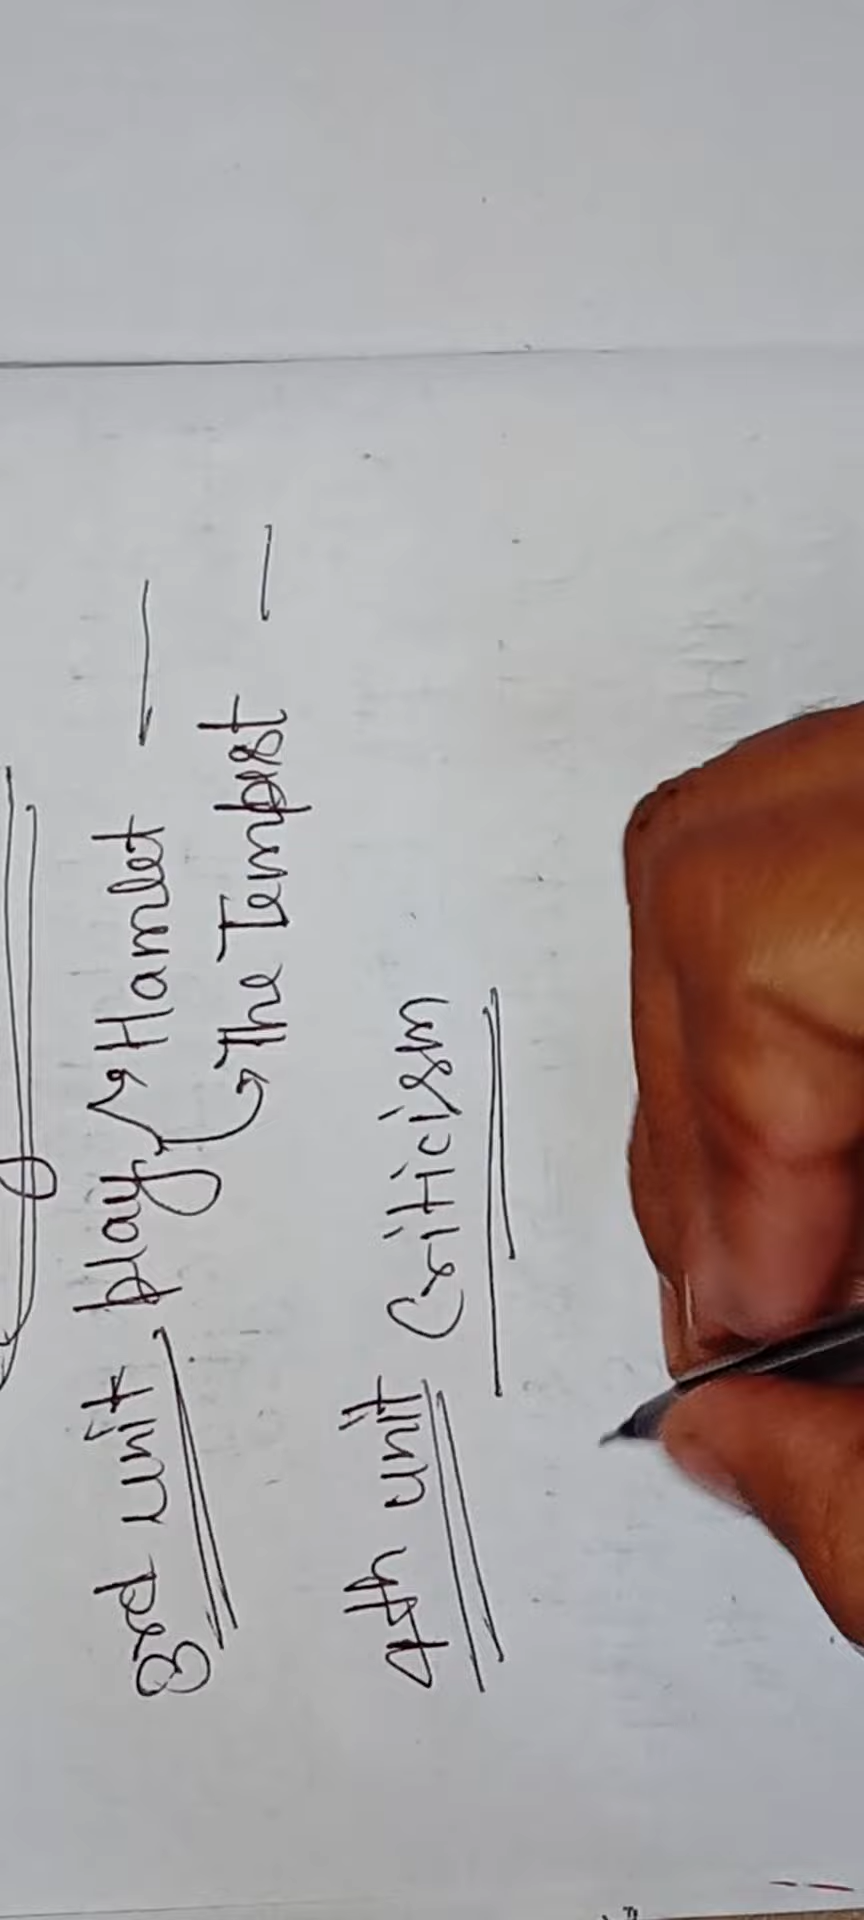 3rd unit play → Hamlet —
→ The Tempest —
4th unit Criticism